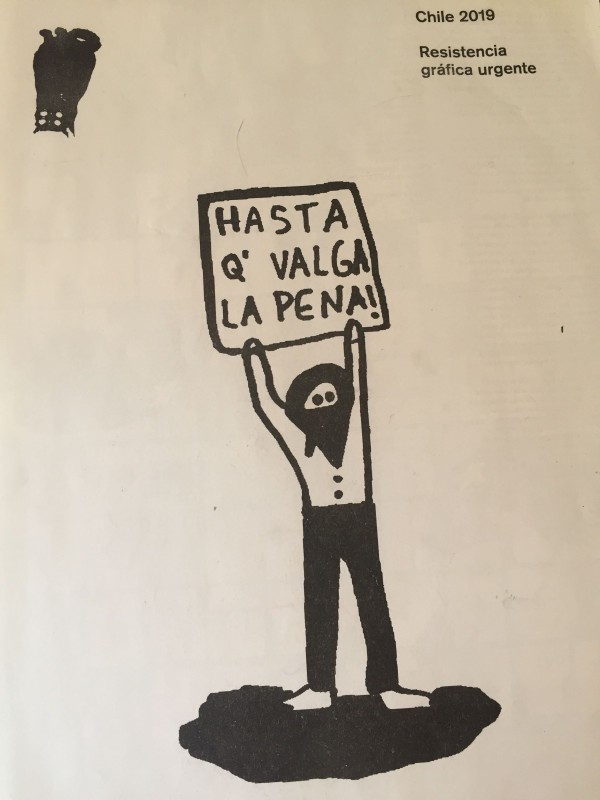 Chile 2019
Resistencia
gráfica urgente
HASTA
Q' VALGA
LA PENA!